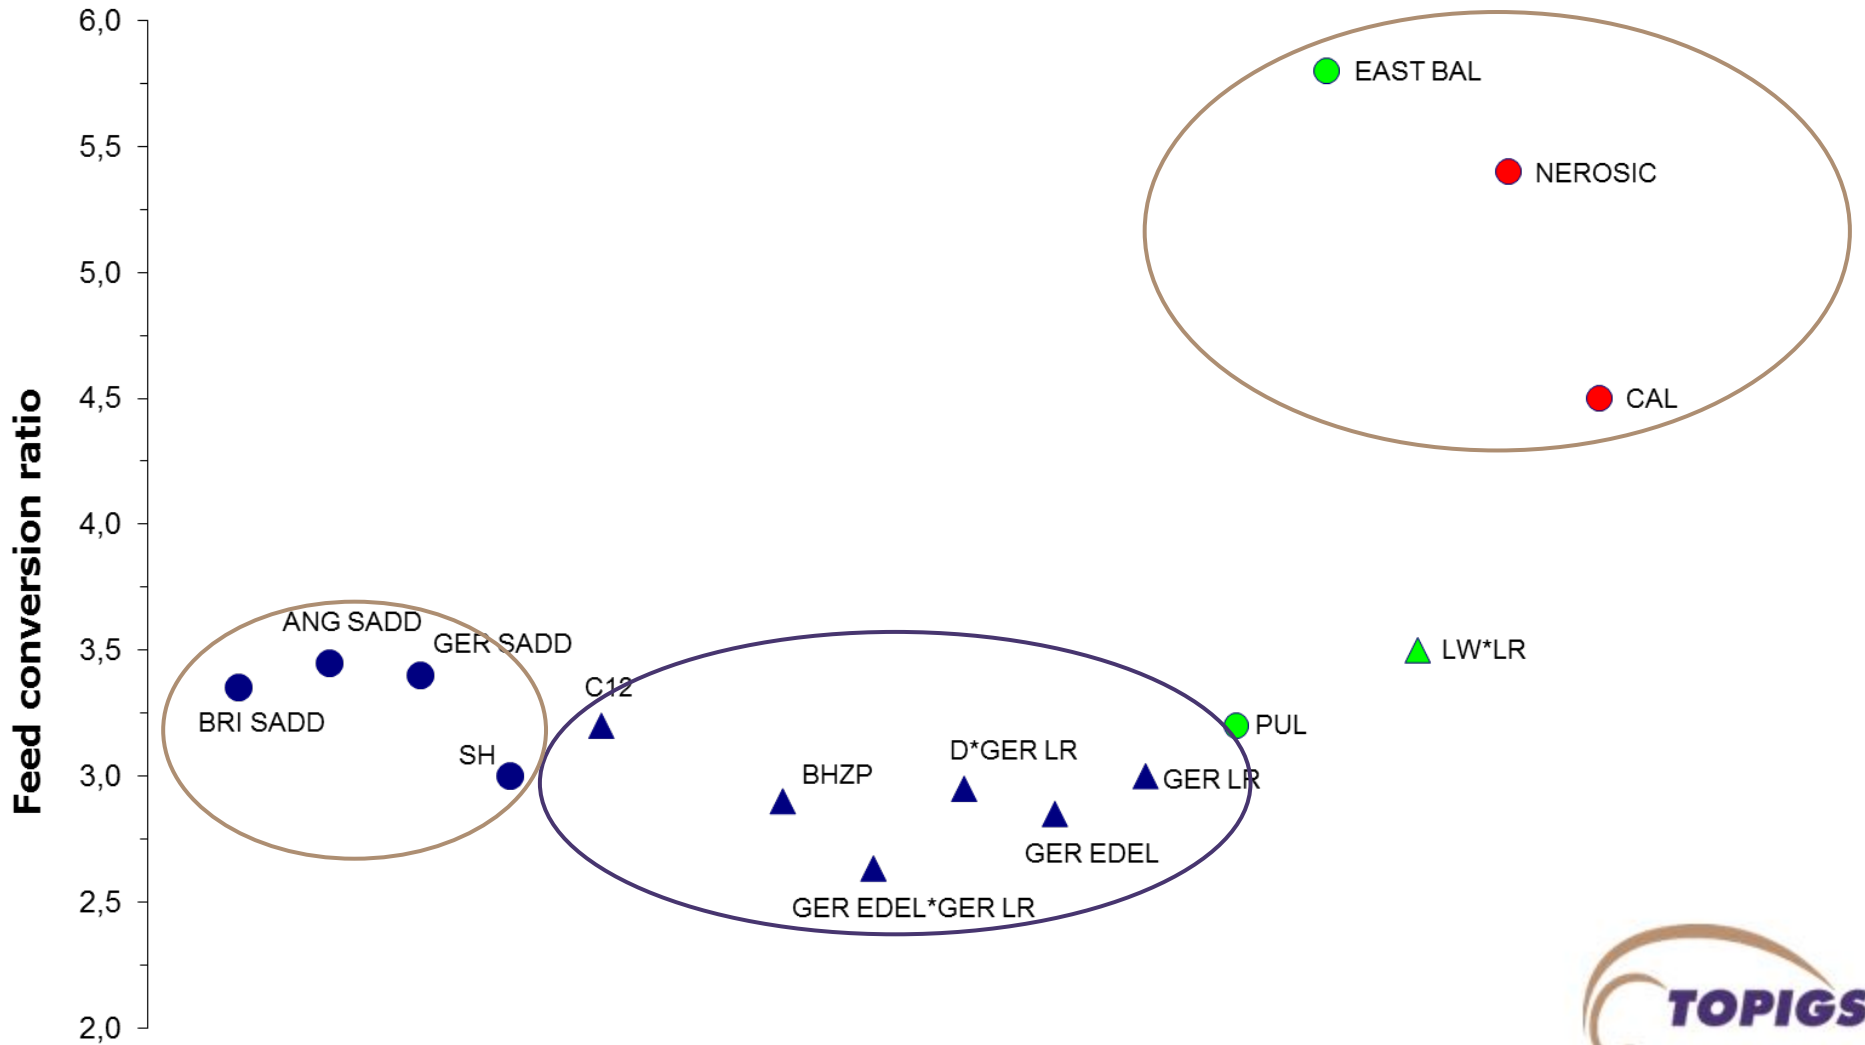 6,0
EAST BAL
5,5
NEROSIC
5,0
4,5
CAL
4,0
Feed conversion ratio
3,5
ANG SADD
GER SADD
LW*LR
C12
BRI SADD
PUL
SH
D*GER LR
3,0
BHZP
GER LR
GER EDEL
2,5
GER EDEL*GER LR
TOPIGS
2,0